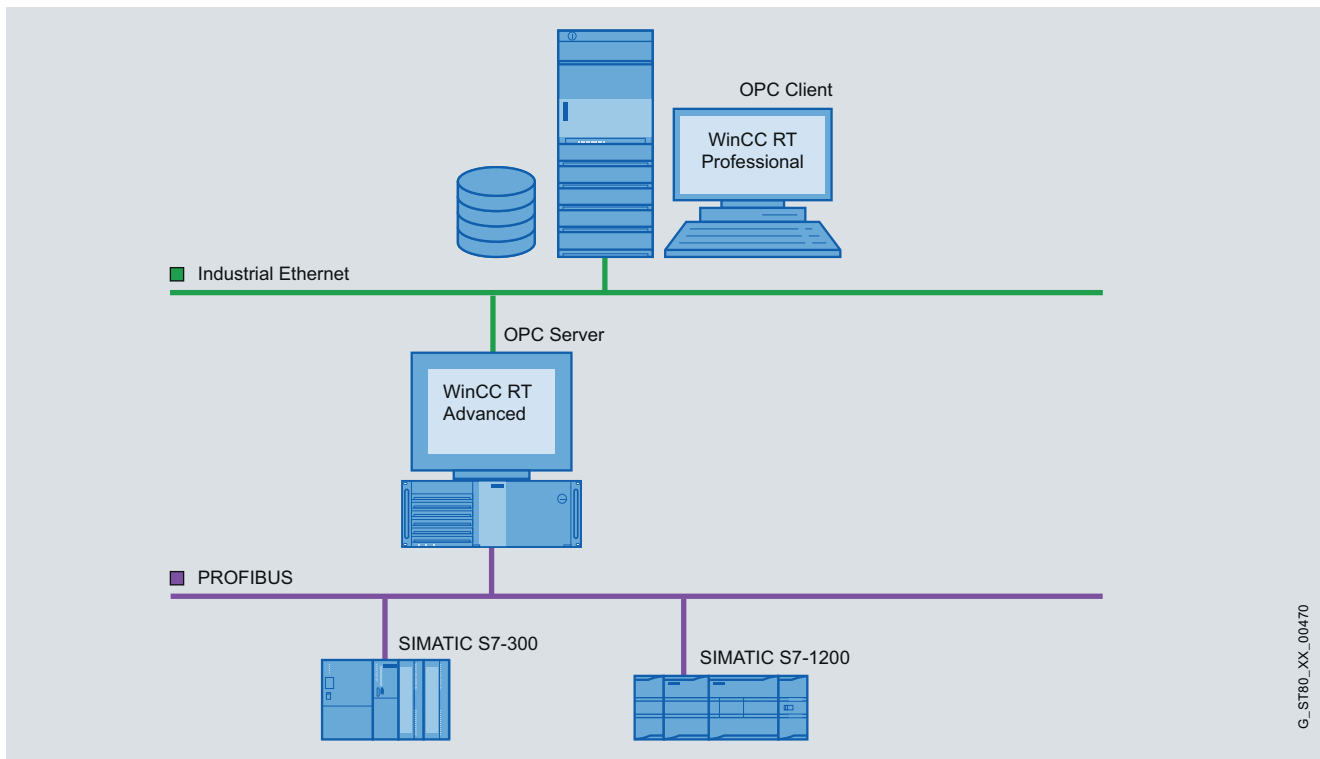 OPC Client
WinCC RT
Professional
Industrial Ethernet
OPC Server
WinCC RT
Advanced
PROFIBUS
SIMATIC S7-300
SIMATIC S7-1200
G_ST80_XX_00470